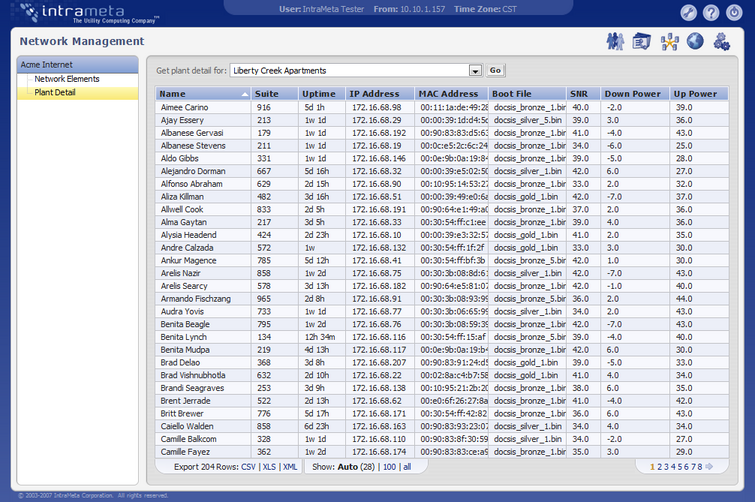 intrameta
The Utility Computing Company™
User: IntraMeta Tester From: 10.10.1.157 Time Zone: CST
Network Management
Acme Internet
Network Elements
Plant Detail
Get plant detail for: Liberty Creek Apartments Go
Name Suite Uptime IP Address MAC Address Boot File SNR Down Power Up Power
Aimee Carino 916 5d 1h 172.16.68.98 00:11:1a:de:49:28 docsis_bronze_1.bin 40.0 -2.0 39.0
Ajay Essery 213 1w 1d 172.16.68.29 00:00:39:1d:d4:5d docsis_silver_5.bin 39.0 3.0 36.0
Albanese Gervasi 179 1w 1d 172.16.68.192 90:83:83:d5:63 docsis_bronze_1.bin 41.0 -4.0 43.0
Albanese Stevens 211 1w 1d 172.16.68.19 00:0c:e5:2c:6c:24 docsis_bronze_1.bin 34.0 -6.0 25.0
Aldo Gibbs 331 1w 1d 172.16.68.146 00:0e:9b:0a:19:84 docsis_bronze_1.bin 39.0 -5.0 28.0
Alejandro Dorman 667 5d 16h 172.16.68.32 00:00:39:e5:02:50 docsis_silver_1.bin 42.0 6.0 27.0
Alfonso Abraham 629 2d 15h 172.16.68.90 00:10:95:14:53:27 docsis_bronze_1.bin 33.0 2.0 32.0
Aliza Killman 482 3d 16h 172.16.68.51 00:00:39:49:e0:6a docsis_gold_1.bin 42.0 -7.0 37.0
Allwell Cook 833 2d 5h 172.16.68.191 00:90:64:e1:49:a0 docsis_bronze_1.bin 37.0 2.0 36.0
Alma Gaytan 217 3d 5h 172.16.68.33 00:30:54:ff:c1:ee docsis_bronze_1.bin 39.0 4.0 36.0
Alysia Headend 424 2d 23h 172.16.68.10 00:00:39:e3:32:57 docsis_gold_1.bin 41.0 2.0 35.0
Andre Calzada 572 1w 172.16.68.132 00:30:54:ff:1f:2f docsis_gold_1.bin 33.0 3.0 30.0
Ankur Magence 785 5d 12h 172.16.68.41 00:30:54:ff:bf:3b docsis_bronze_5.bin 42.0 1.0 30.0
Arelis Nazir 858 1w 2d 172.16.68.75 00:30:3b:08:8d:61 docsis_silver_1.bin 42.0 -7.0 43.0
Arelis Searcy 578 3d 13h 172.16.68.182 00:90:64:e5:81:07 docsis_bronze_1.bin 42.0 -1.0 40.0
Armando Fischzang 965 2d 8h 172.16.68.91 00:30:3b:08:93:99 docsis_bronze_5.bin 36.0 2.0 44.0
Audra Yovis 733 1w 1d 172.16.68.77 00:30:3b:06:65:99 docsis_silver_1.bin 34.0 2.0 43.0
Benita Beagle 795 1w 2d 172.16.68.76 00:30:3b:08:59:39 docsis_bronze_1.bin 42.0 -7.0 43.0
Benita Lynch 134 12h 34m 172.16.68.116 00:30:54:ff:15:af docsis_bronze_5.bin 39.0 -4.0 40.0
Benita Mudpa 219 4d 13h 172.16.68.117 00:0e:9b:0a:19:b4 docsis_bronze_1.bin 42.0 6.0 30.0
Brad Delao 368 3d 8h 172.16.68.207 00:90:83:91:24:d5 docsis_gold_1.bin 39.0 -5.0 33.0
Brad Vishnubhotla 632 2d 10h 172.16.68.22 00:02:8a:c4:b7:58 docsis_gold_1.bin 41.0 4.0 34.0
Brandi Seagraves 253 3d 9h 172.16.68.138 00:10:95:21:2b:20 docsis_bronze_1.bin 38.0 6.0 35.0
Brent Jerrade 522 2d 13h 172.16.68.62 00:e0:6f:26:27:8a docsis_bronze_1.bin 41.0 -4.0 42.0
Britt Brewer 776 5d 17h 172.16.68.171 00:30:54:ff:42:82 docsis_bronze_1.bin 36.0 6.0 43.0
Caiello Walden 858 6d 23h 172.16.68.163 00:90:83:93:23:07 docsis_silver_1.bin 34.0 4.0 34.0
Camille Balkcom 328 1w 1d 172.16.68.110 00:90:83:8f:30:59 docsis_bronze_1.bin 34.0 -2.0 27.0
Camille Fayez 362 1w 2d 172.16.68.174 00:90:83:83:ce:a9 docsis_bronze_1.bin 35.0 3.0 29.0
Export 204 Rows: CSV | XLS | XML Show: Auto (28) | 100 | all 1 2 3 4 5 6 7 8
© 2003-2007 IntraMeta Corporation. All rights reserved.